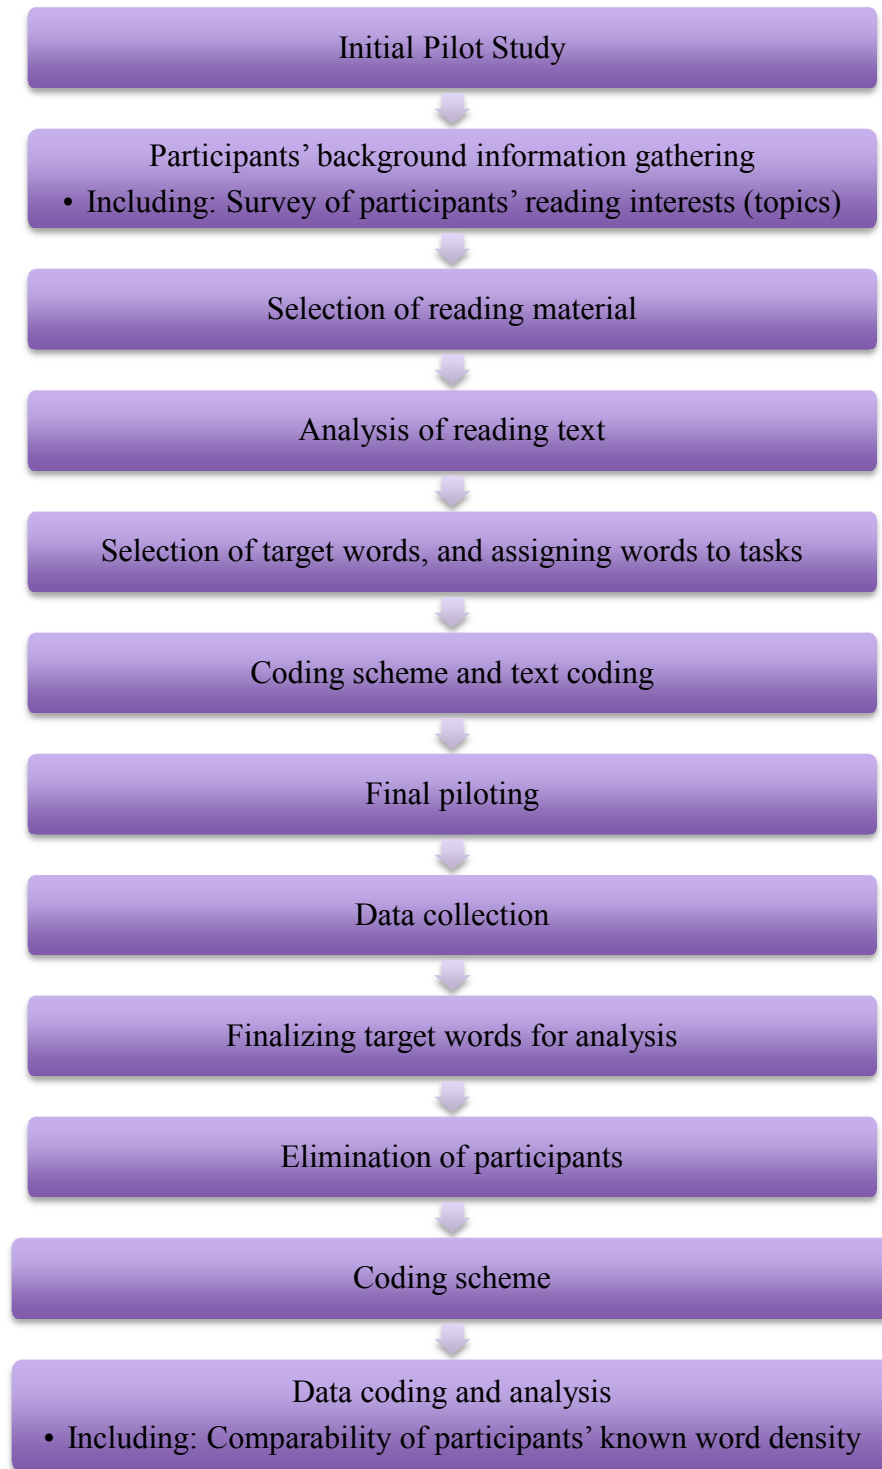 Initial Pilot Study
Participants’ background information gathering
• Including: Survey of participants’ reading interests (topics)
Selection of reading material
Analysis of reading text
Selection of target words, and assigning words to tasks
Coding scheme and text coding
Final piloting
Data collection
Finalizing target words for analysis
Elimination of participants
Coding scheme
Data coding and analysis
• Including: Comparability of participants’ known word density